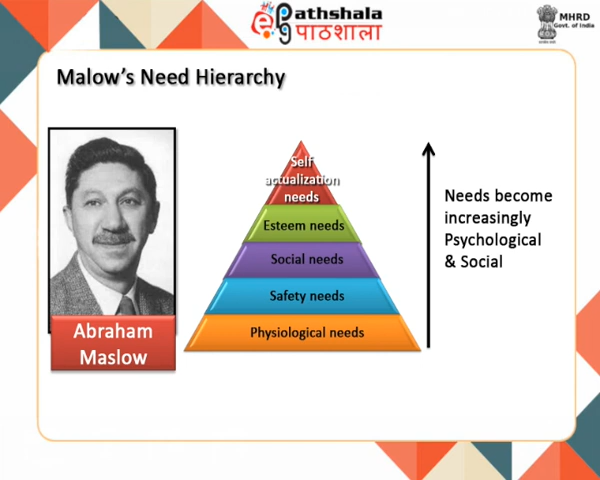 ePathshala
पाठशाला
MHRD
Govt. of India
Malow's Need Hierarchy
Self
actualization
needs
Esteem needs
Social needs
Safety needs
Physiological needs
Needs become
increasingly
Psychological
& Social
Abraham
Maslow